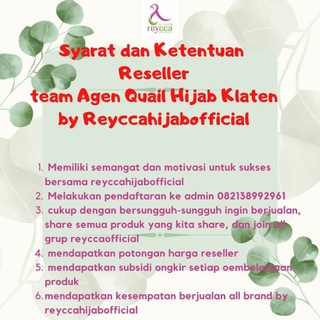 reycca
Syarat dan Ketentuan
Reseller
team Agen Quail Hijab Klaten
by Reyccahijabofficial
1. Memiliki semangat dan motivasi untuk sukses
bersama reyccahijabofficial
2. Melakukan pendaftaran ke admin 082138992961
3. cukup dengan bersungguh-sungguh ingin berjualan,
share semua produk yang kita share, dan join all
grup reyccaofficial
4. mendapatkan potongan harga reseller
5. mendapatkan subsidi ongkir setiap oembelanjaan
produk
6. mendapatkan kesempatan berjualan all brand by
reyccahijabofficial